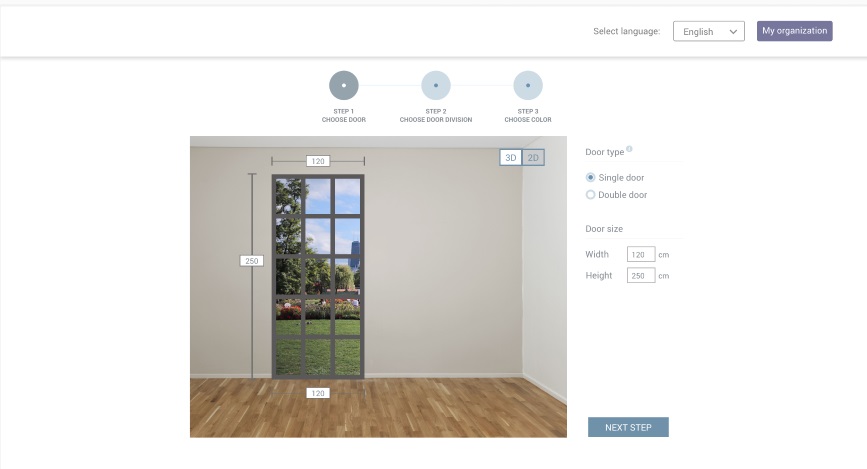 Select language:
English
My organization
STEP 1
CHOOSE DOOR
STEP 2
CHOOSE DOOR DIVISION
STEP 3
CHOOSE COLOR
120
3D
2D
250
120
Door type
Single door
Double door
Door size
Width 120 cm
Height 250 cm
NEXT STEP